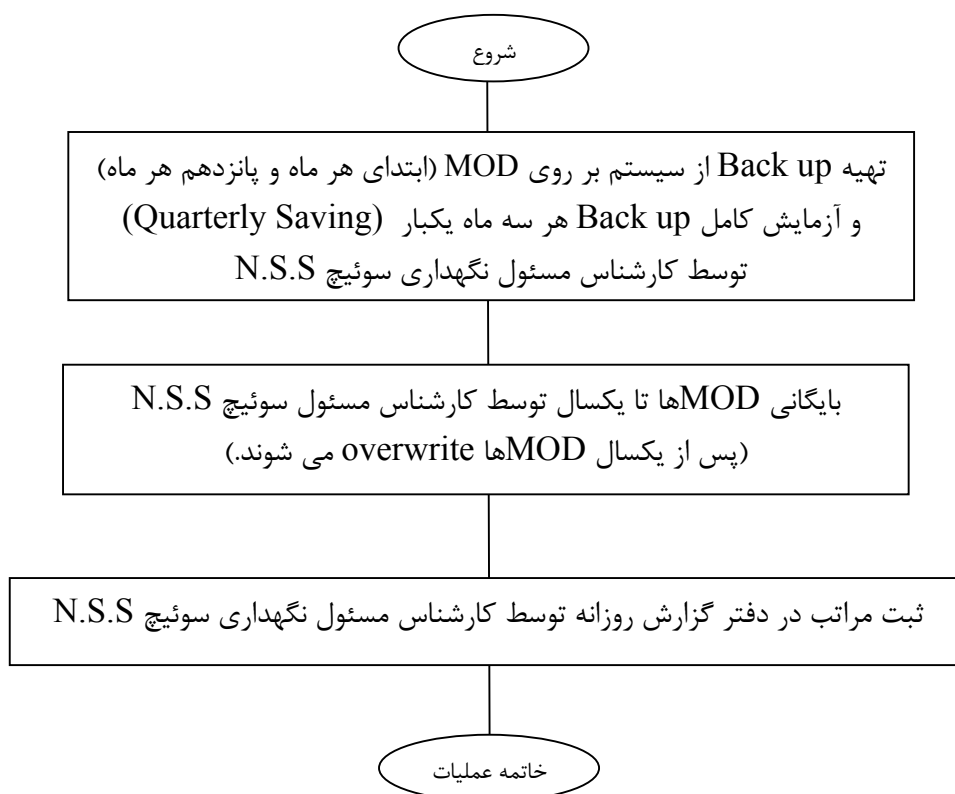 شروع
تهیه Back up از سیستم بر روی MOD (ابتدای هر ماه و پانزدهم هر ماه)
و آزمایش کامل Back up هر سه ماه یکبار (Quarterly Saving)
توسط کارشناس مسئول نگهداری سوئیچ N.S.S
بایگانی MODها تا یکسال توسط کارشناس مسئول سوئیچ N.S.S
(پس از یکسال MODها overwrite می شوند.)
ثبت مراتب در دفتر گزارش روزانه توسط کارشناس مسئول نگهداری سوئیچ N.S.S
خاتمه عملیات